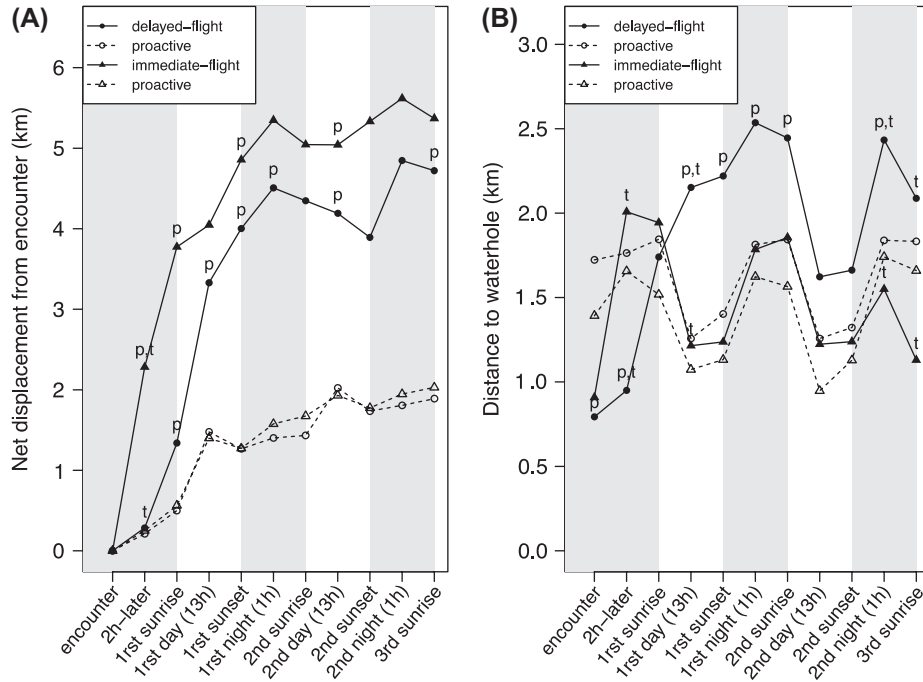 (A)
delayed−flight
proactive
immediate−flight
proactive
Net displacement from encounter (km)
6
5
4
3
2
1
0
p,t
t
p
p
p
p
p
p
p
p
p
encounter
2h−later
1rst sunrise
1rst day (13h)
1rst sunset
1rst night (1h)
2nd sunrise
2nd day (13h)
2nd sunset
2nd night (1h)
3rd sunrise
(B)
delayed−flight
proactive
immediate−flight
proactive
Distance to waterhole (km)
3.0
2.5
2.0
1.5
1.0
0.5
0.0
p
t
p,t
p,t
t
p
p
p
p,t
t
t
t
encounter
2h−later
1rst sunrise
1rst day (13h)
1rst sunset
1rst night (1h)
2nd sunrise
2nd day (13h)
2nd sunset
2nd night (1h)
3rd sunrise